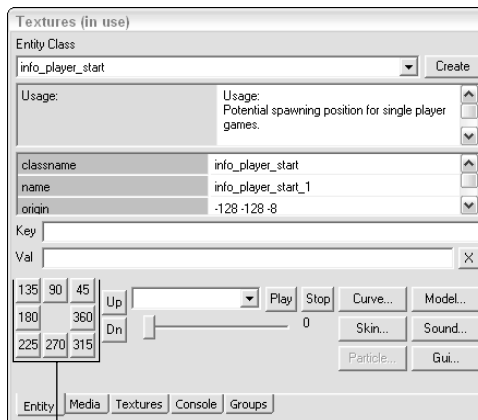 Textures (in use)
Entity Class
info_player_start Create
Usage: Usage:
Potential spawning position for single player
games.
classname info_player_start
name info_player_start_1
origin -128 -128 -8
Key
Val X
135 90 45 Up Play Stop Curve... Model...
180 360 Dn 0 Skin... Sound...
225 270 315 Particle... Gui...
Entity Media Textures Console Groups